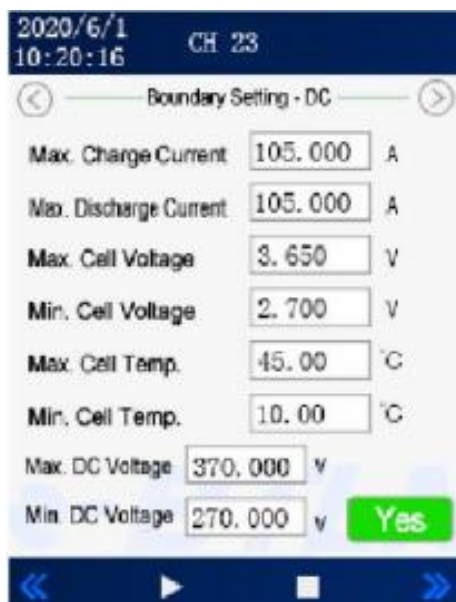 2020/6/1
CH 23
10:20:16
Boundary Setting - DC
Max. Charge Current 105.000 A
Max. Discharge Current 105.000 A
Max. Cell Voltage 3.650 V
Min. Cell Voltage 2.700 V
Max. Cell Temp. 45.00 °C
Min. Cell Temp. 10.00 °C
Max. DC Voltage 370.000 V
Min. DC Voltage 270.000 V Yes